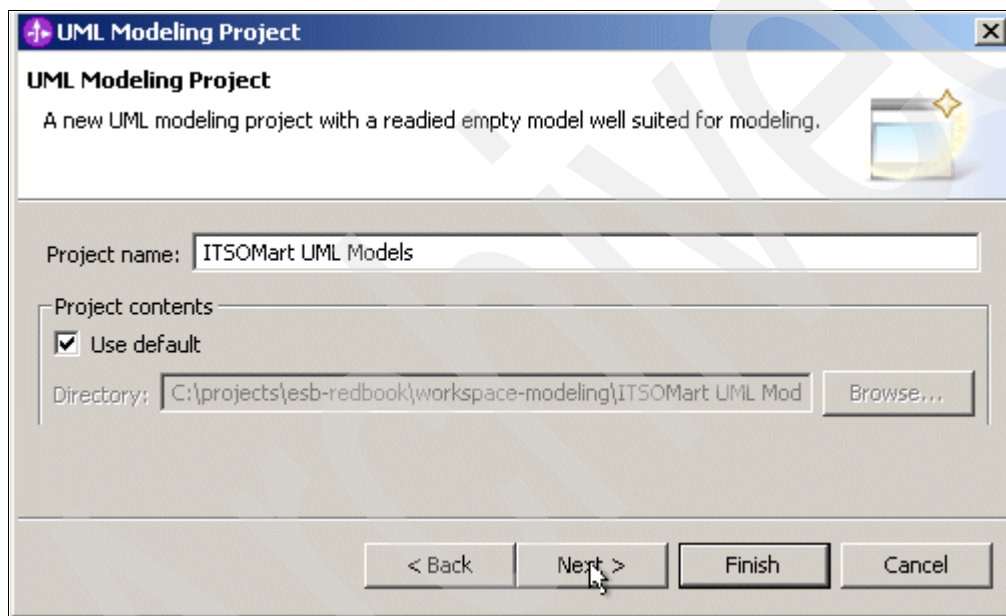 UML Modeling Project
UML Modeling Project
A new UML modeling project with a readied empty model well suited for modeling.
Project name: ITSOMart UML Models
Project contents
Use default
Directory: C:\projects\esb-redbook\workspace-modeling\ITSOMart UML Mod Browse...
< Back Next > Finish Cancel
Archived